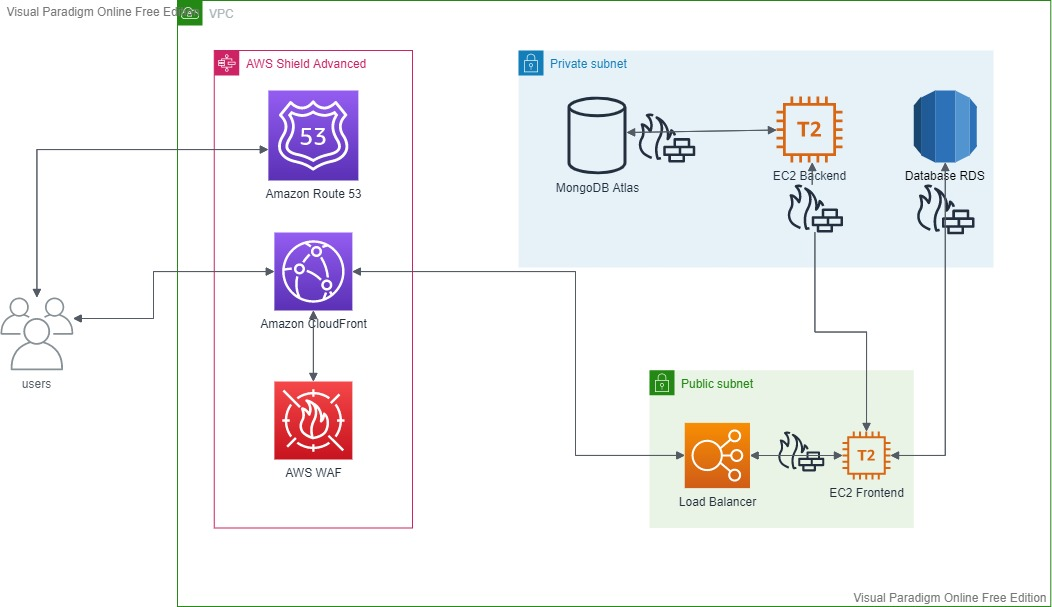 Visual Paradigm Online Free Edition
VPC
AWS Shield Advanced
53
Amazon Route 53
Amazon CloudFront
AWS WAF
users
Private subnet
MongoDB Atlas
T2
EC2 Backend
Database RDS
Public subnet
Load Balancer
T2
EC2 Frontend
Visual Paradigm Online Free Edition